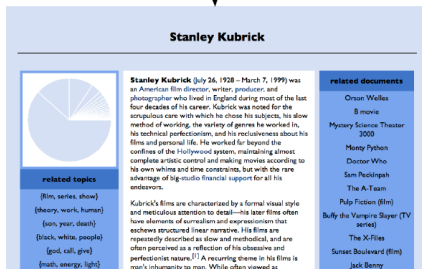 Stanley Kubrick
related topics
{film, series, show}
{theory, work, human}
{son, year, death}
{black, white, people}
{god, call, give}
{math, energy, light}
Stanley Kubrick (July 26, 1928 – March 7, 1999) was
an American film director, writer, producer, and
photographer who lived in England during most of the last
four decades of his career. Kubrick was noted for the
scrupulous care with which he chose his subjects, his slow
method of working, the variety of genres he worked in,
his technical perfectionism, and his reclusiveness about his
films and personal life. He worked far beyond the
confines of the Hollywood system, maintaining almost
complete artistic control and making movies according to
his own whims and time constraints, but with the rare
advantage of big-studio financial support for all his
endeavors.
Kubrick's films are characterized by a formal visual style
and meticulous attention to detail—his later films often
have elements of surrealism and expressionism that
eschews structured linear narrative. His films are
repeatedly described as slow and methodical, and are
often perceived as a reflection of his obsessive and
perfectionist nature.[1] A recurring theme in his films is
man's inhumanity to man. While often viewed as
related documents
Orson Welles
B movie
Mystery Science Theater
3000
Monty Python
Doctor Who
Sam Peckinpah
The A-Team
Pulp Fiction (film)
Buffy the Vampire Slayer (TV
series)
The X-Files
Sunset Boulevard (film)
Jack Benny